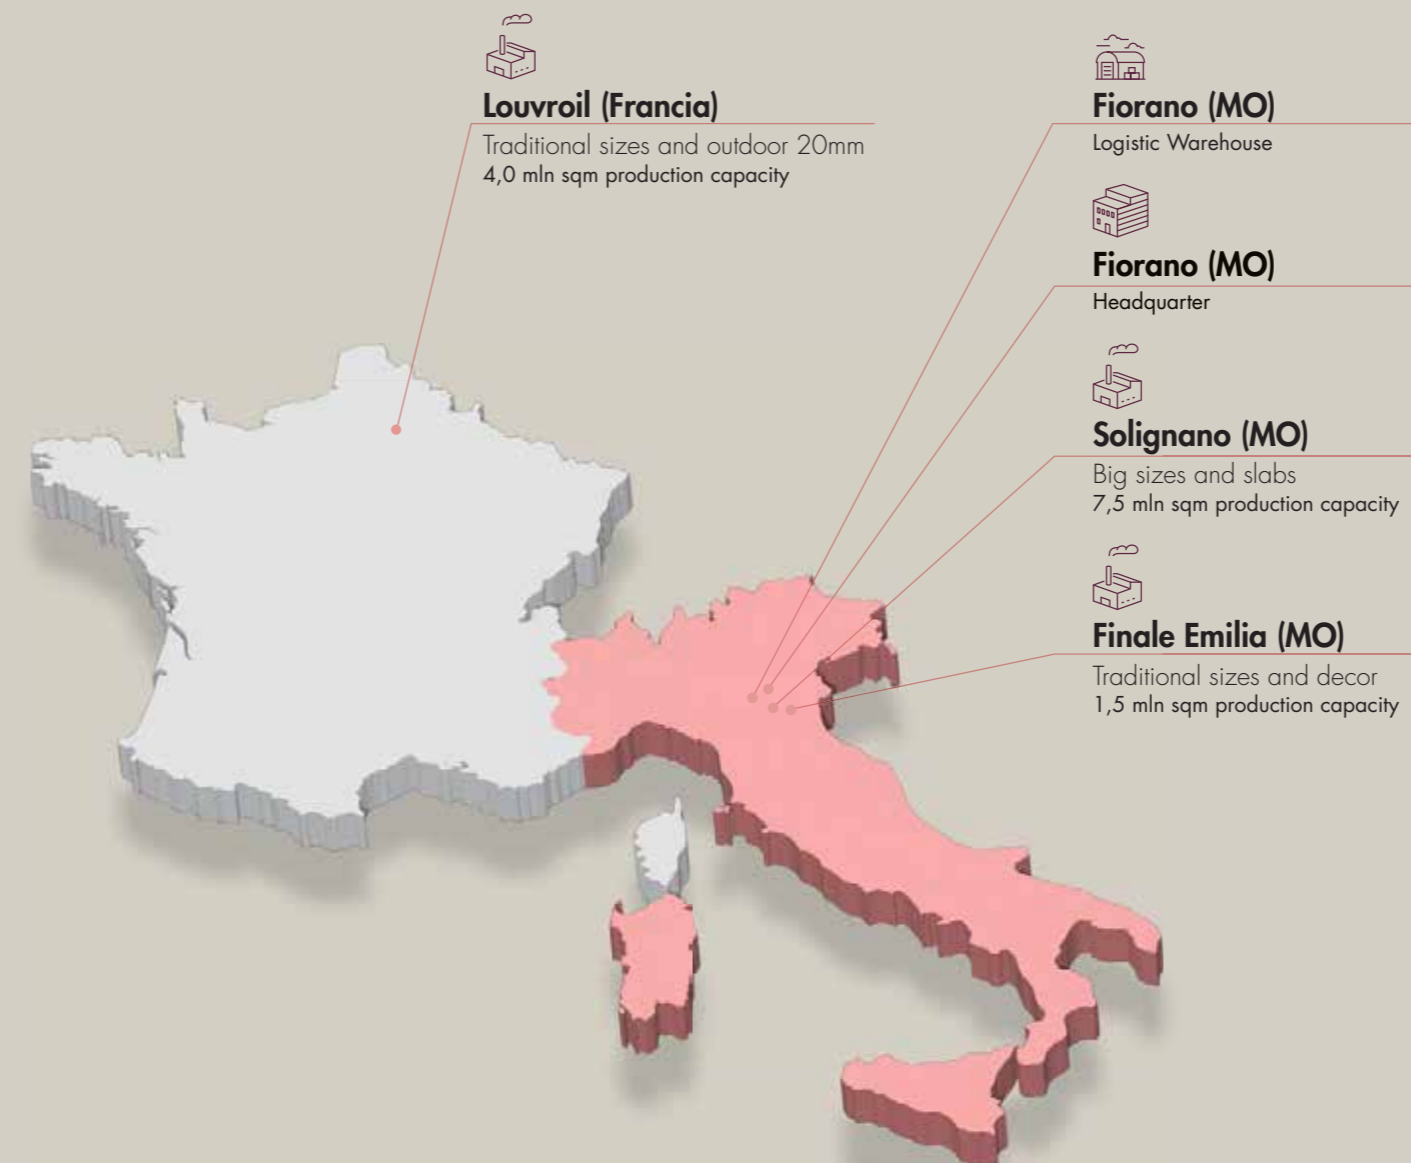 Louvroil (Francia)
Traditional sizes and outdoor 20mm
4,0 mln sqm production capacity
Fiorano (MO)
Logistic Warehouse
Fiorano (MO)
Headquarter
Solignano (MO)
Big sizes and slabs
7,5 mln sqm production capacity
Finale Emilia (MO)
Traditional sizes and decor
1,5 mln sqm production capacity